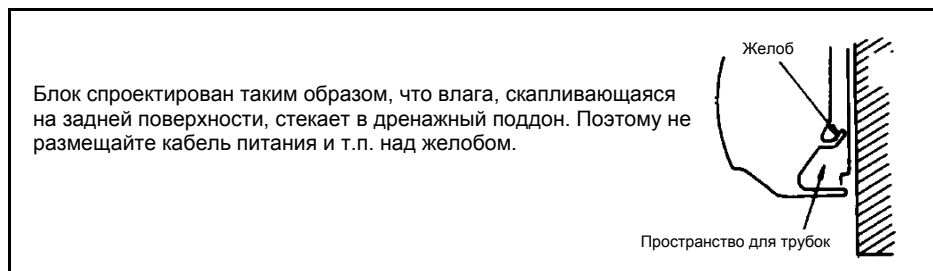 Желоб
Блок спроектирован таким образом, что влага, скапливающаяся
на задней поверхности, стекает в дренажный поддон. Поэтому не
размещайте кабель питания и т.п. над желобом.
Пространство для трубок